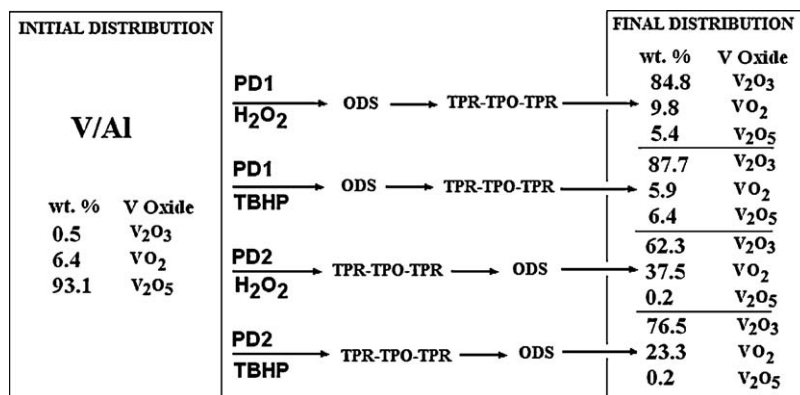 INITIAL DISTRIBUTION
V/Al
wt. % V Oxide
0.5 V2O3
6.4 VO2
93.1 V2O5
PD1
H2O2
ODS
TPR-TPO-TPR
PD1
TBHP
ODS
TPR-TPO-TPR
PD2
H2O2
TPR-TPO-TPR
ODS
PD2
TBHP
TPR-TPO-TPR
ODS
FINAL DISTRIBUTION
wt. % V Oxide
84.8 V2O3
9.8 VO2
5.4 V2O5
87.7 V2O3
5.9 VO2
6.4 V2O5
62.3 V2O3
37.5 VO2
0.2 V2O5
76.5 V2O3
23.3 VO2
0.2 V2O5